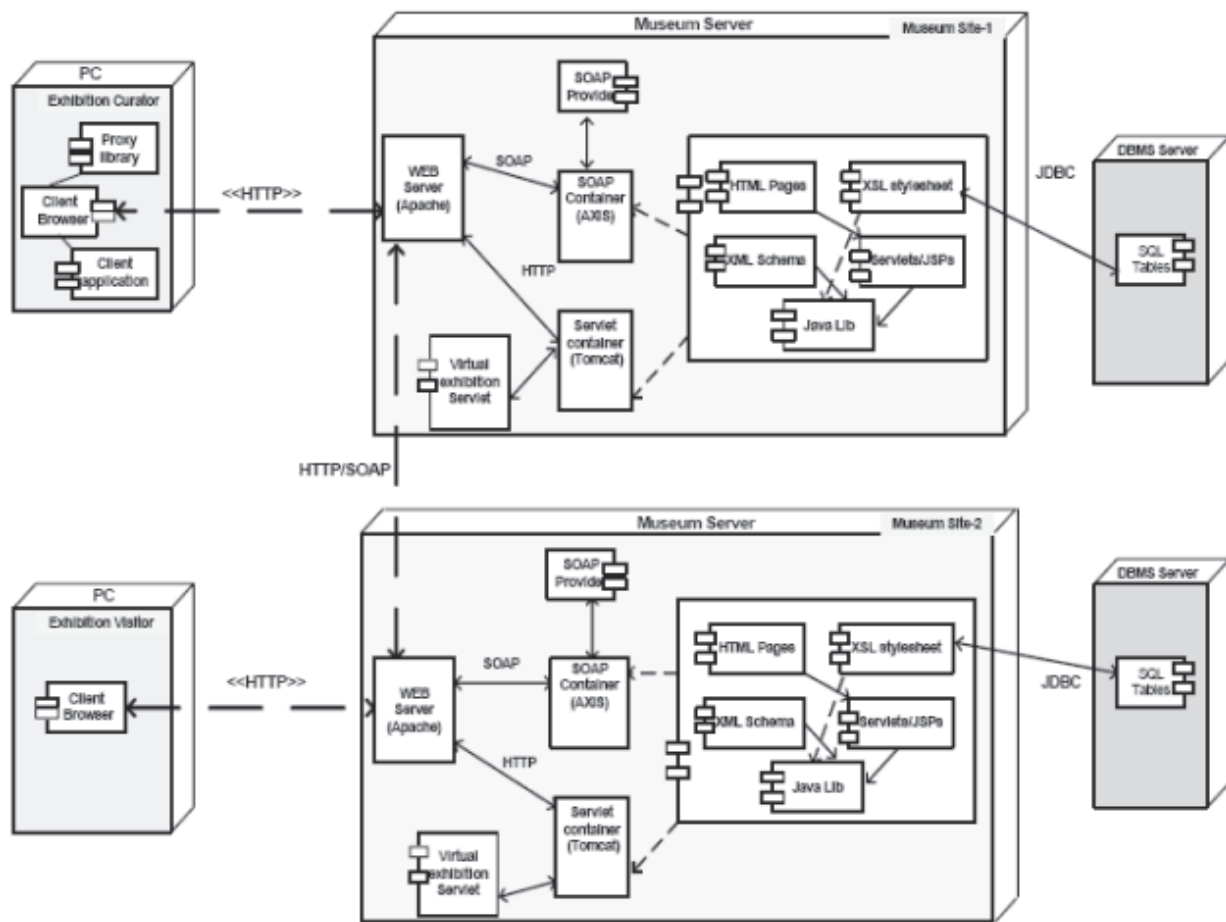 Museum Server
Museum Site-1
PC
Exhibition Curator
Proxy
library
Client
Browser
Client
application
<<HTTP>>
SOAP
Provider
WEB
Server
(Apache)
SOAP
SOAP
Container
(AXIS)
HTTP
Servlet
container
(Tomcat)
Virtual
exhibition
Servlet
HTML Pages
XSL stylesheet
XML Schema
Servlets/JSPs
Java Lib
JDBC
DBMS Server
SQL
Tables
HTTP/SOAP
Museum Server
Museum Site-2
PC
Exhibition Visitor
Client
Browser
<<HTTP>>
SOAP
Provider
WEB
Server
(Apache)
SOAP
SOAP
Container
(AXIS)
HTTP
Servlet
container
(Tomcat)
Virtual
exhibition
Servlet
HTML Pages
XSL stylesheet
XML Schema
Servlets/JSPs
Java Lib
JDBC
DBMS Server
SQL
Tables